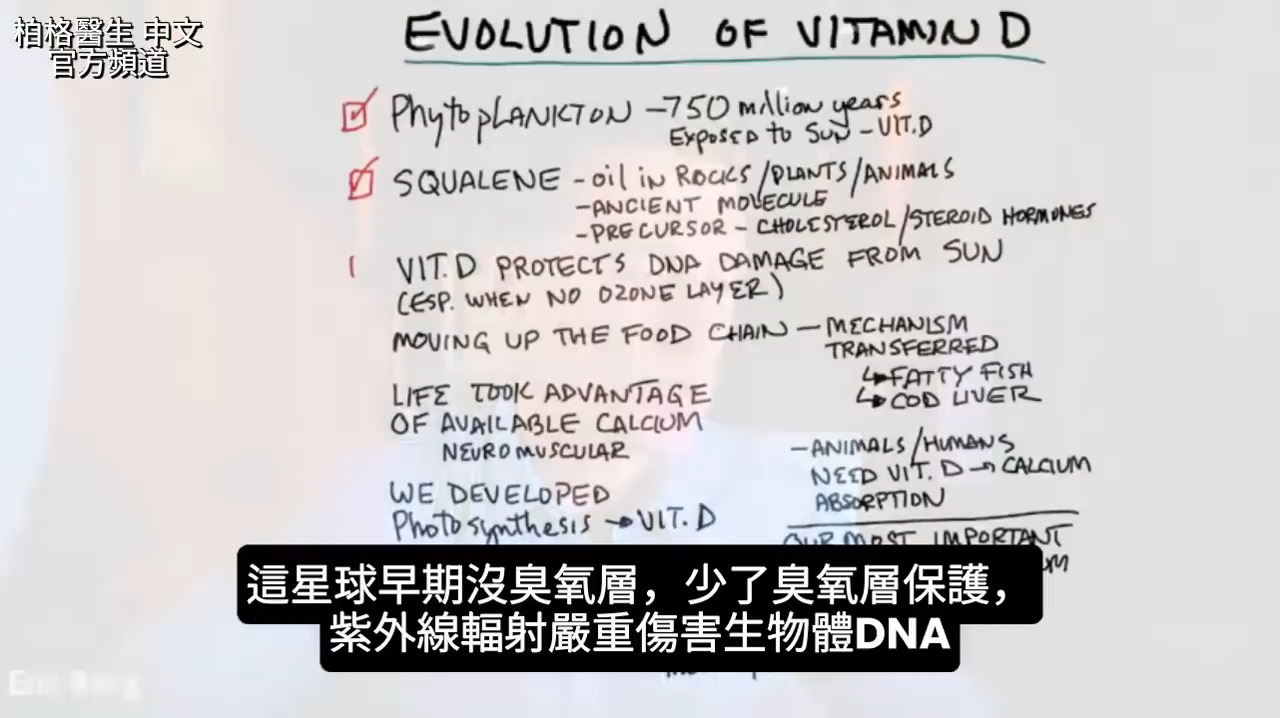 柏格醫生 中文
官方頻道
EVOLUTION OF VITAMIN D
PhytoPLANKTON - 750 million years
EXPOSED to SUN - VIT. D
SQUALENE - oil in ROCKS/PLANTS/ANIMALS
- ANCIENT MOLECULE
- PRECURSOR - CHOLESTEROL/STEROID HORMONES
VIT. D PROTECTS DNA DAMAGE FROM SUN
(ESP. WHEN NO OZONE LAYER)
MOVING UP THE FOOD CHAIN - MECHANISM
TRANSFERRED
↳ FATTY FISH
↳ COD LIVER
LIFE TOOK ADVANTAGE
OF AVAILABLE CALCIUM
NEUROMUSCULAR
- ANIMALS/HUMANS
NEED VIT. D → CALCIUM
ABSORPTION
WE DEVELOPED
Photosynthesis → VIT. D
OUR MOST IMPORTANT
這星球早期沒臭氧層，少了臭氧層保護，
紫外線輻射嚴重傷害生物體DNA